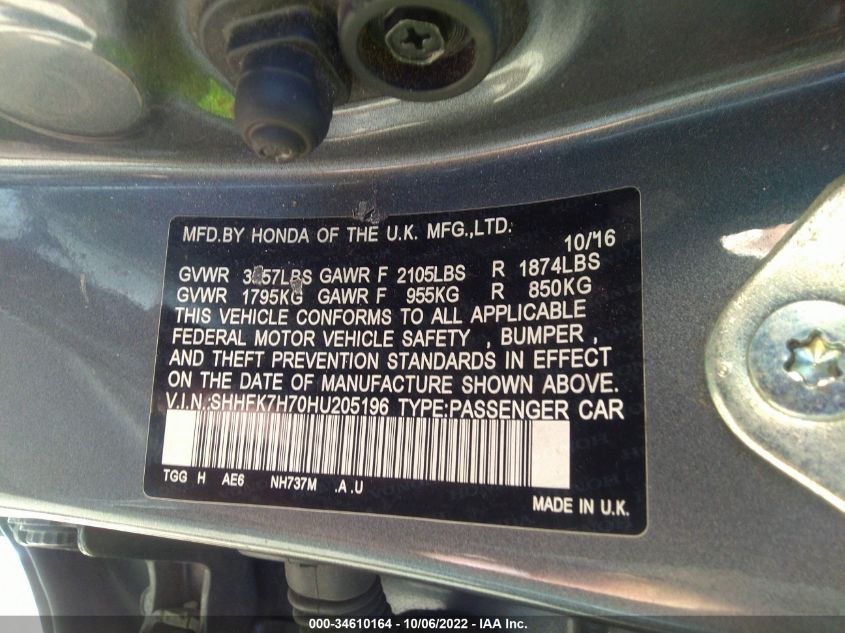 MFD.BY HONDA OF THE U.K. MFG.,LTD.
10/'16
GVWR GAWR F 2105LBS R 1874LBS
GVWR 1795KG GAWR F 955KG R 850KG
THIS VEHICLE CONFORMS TO ALL APPLICABLE
FEDERAL MOTOR VEHICLE SAFETY , BUMPER ,
AND THEFT PREVENTION STANDARDS IN EFFECT
ON THE DATE OF MANUFACTURE SHOWN ABOVE.
V.I.N.:SHHFK7H70HU205196 TYPE:PASSENGER CAR
TGG H AE6 NH737M .A .U
MADE IN U.K.
000-34610164 - 10/06/2022 - IAA Inc.